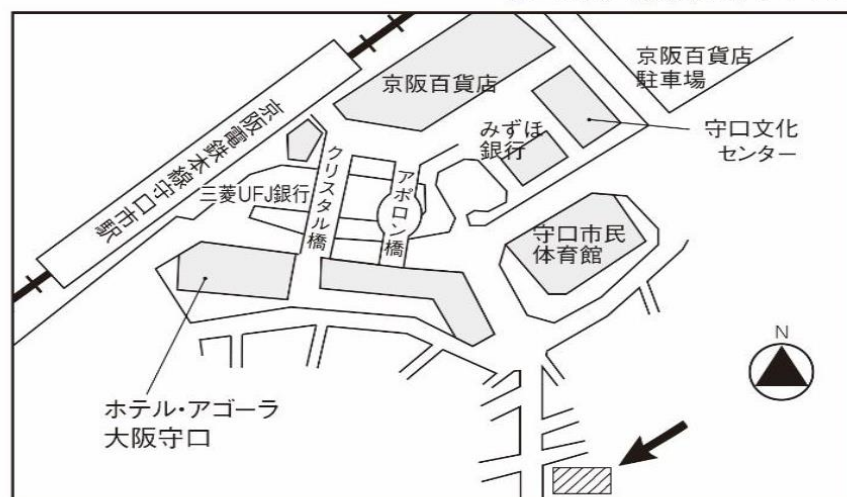 京阪百貨店
京阪百貨店
駐車場
みずほ
銀行
守口文化
センター
京阪電鉄本線守口市駅
クリスタル橋
アポロン橋
三菱UFJ銀行
守口市民
体育館
N
ホテル・アゴーラ
大阪守口